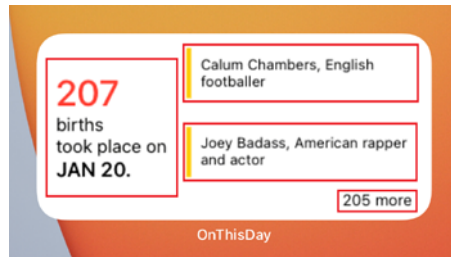 207
births
took place on
JAN 20.
Calum Chambers, English
footballer
Joey Badass, American rapper
and actor
205 more
OnThisDay